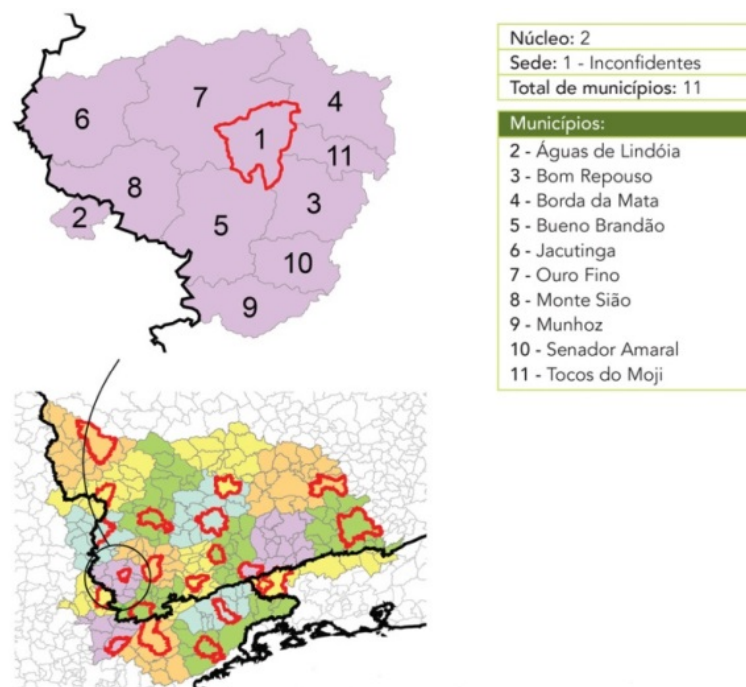 Núcleo: 2
Sede: 1 - Inconfidentes
Total de municípios: 11
Municípios:
2 - Águas de Lindóia
3 - Bom Repouso
4 - Borda da Mata
5 - Bueno Brandão
6 - Jacutinga
7 - Ouro Fino
8 - Monte Sião
9 - Munhoz
10 - Senador Amaral
11 - Tocos do Moji
7
4
6
1
11
8
3
2
5
10
9